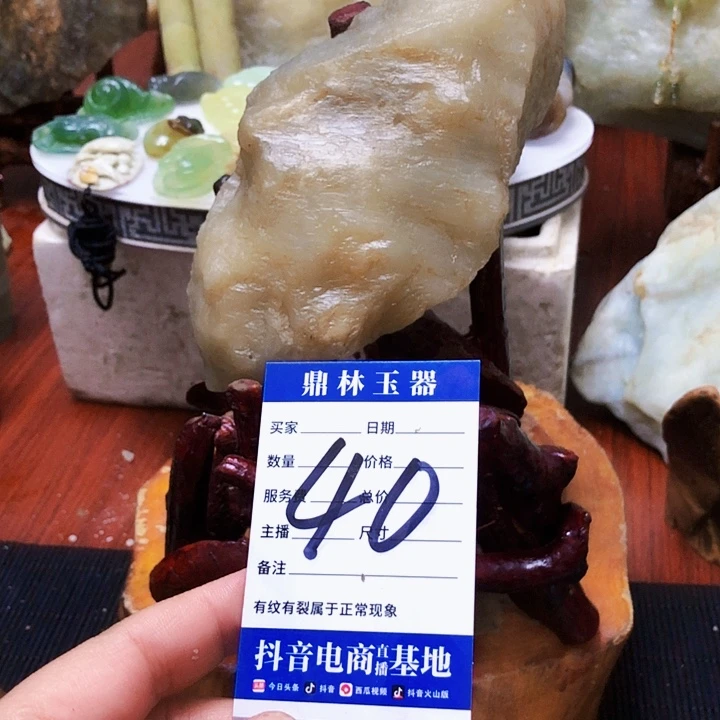 鼎林玉器
买家 日期
数量 价格
服务员 总价
主播 尺寸
40
备注
有纹有裂属于正常现象
抖音电商直播基地
今日头条 抖音 西瓜视频 抖音火山版